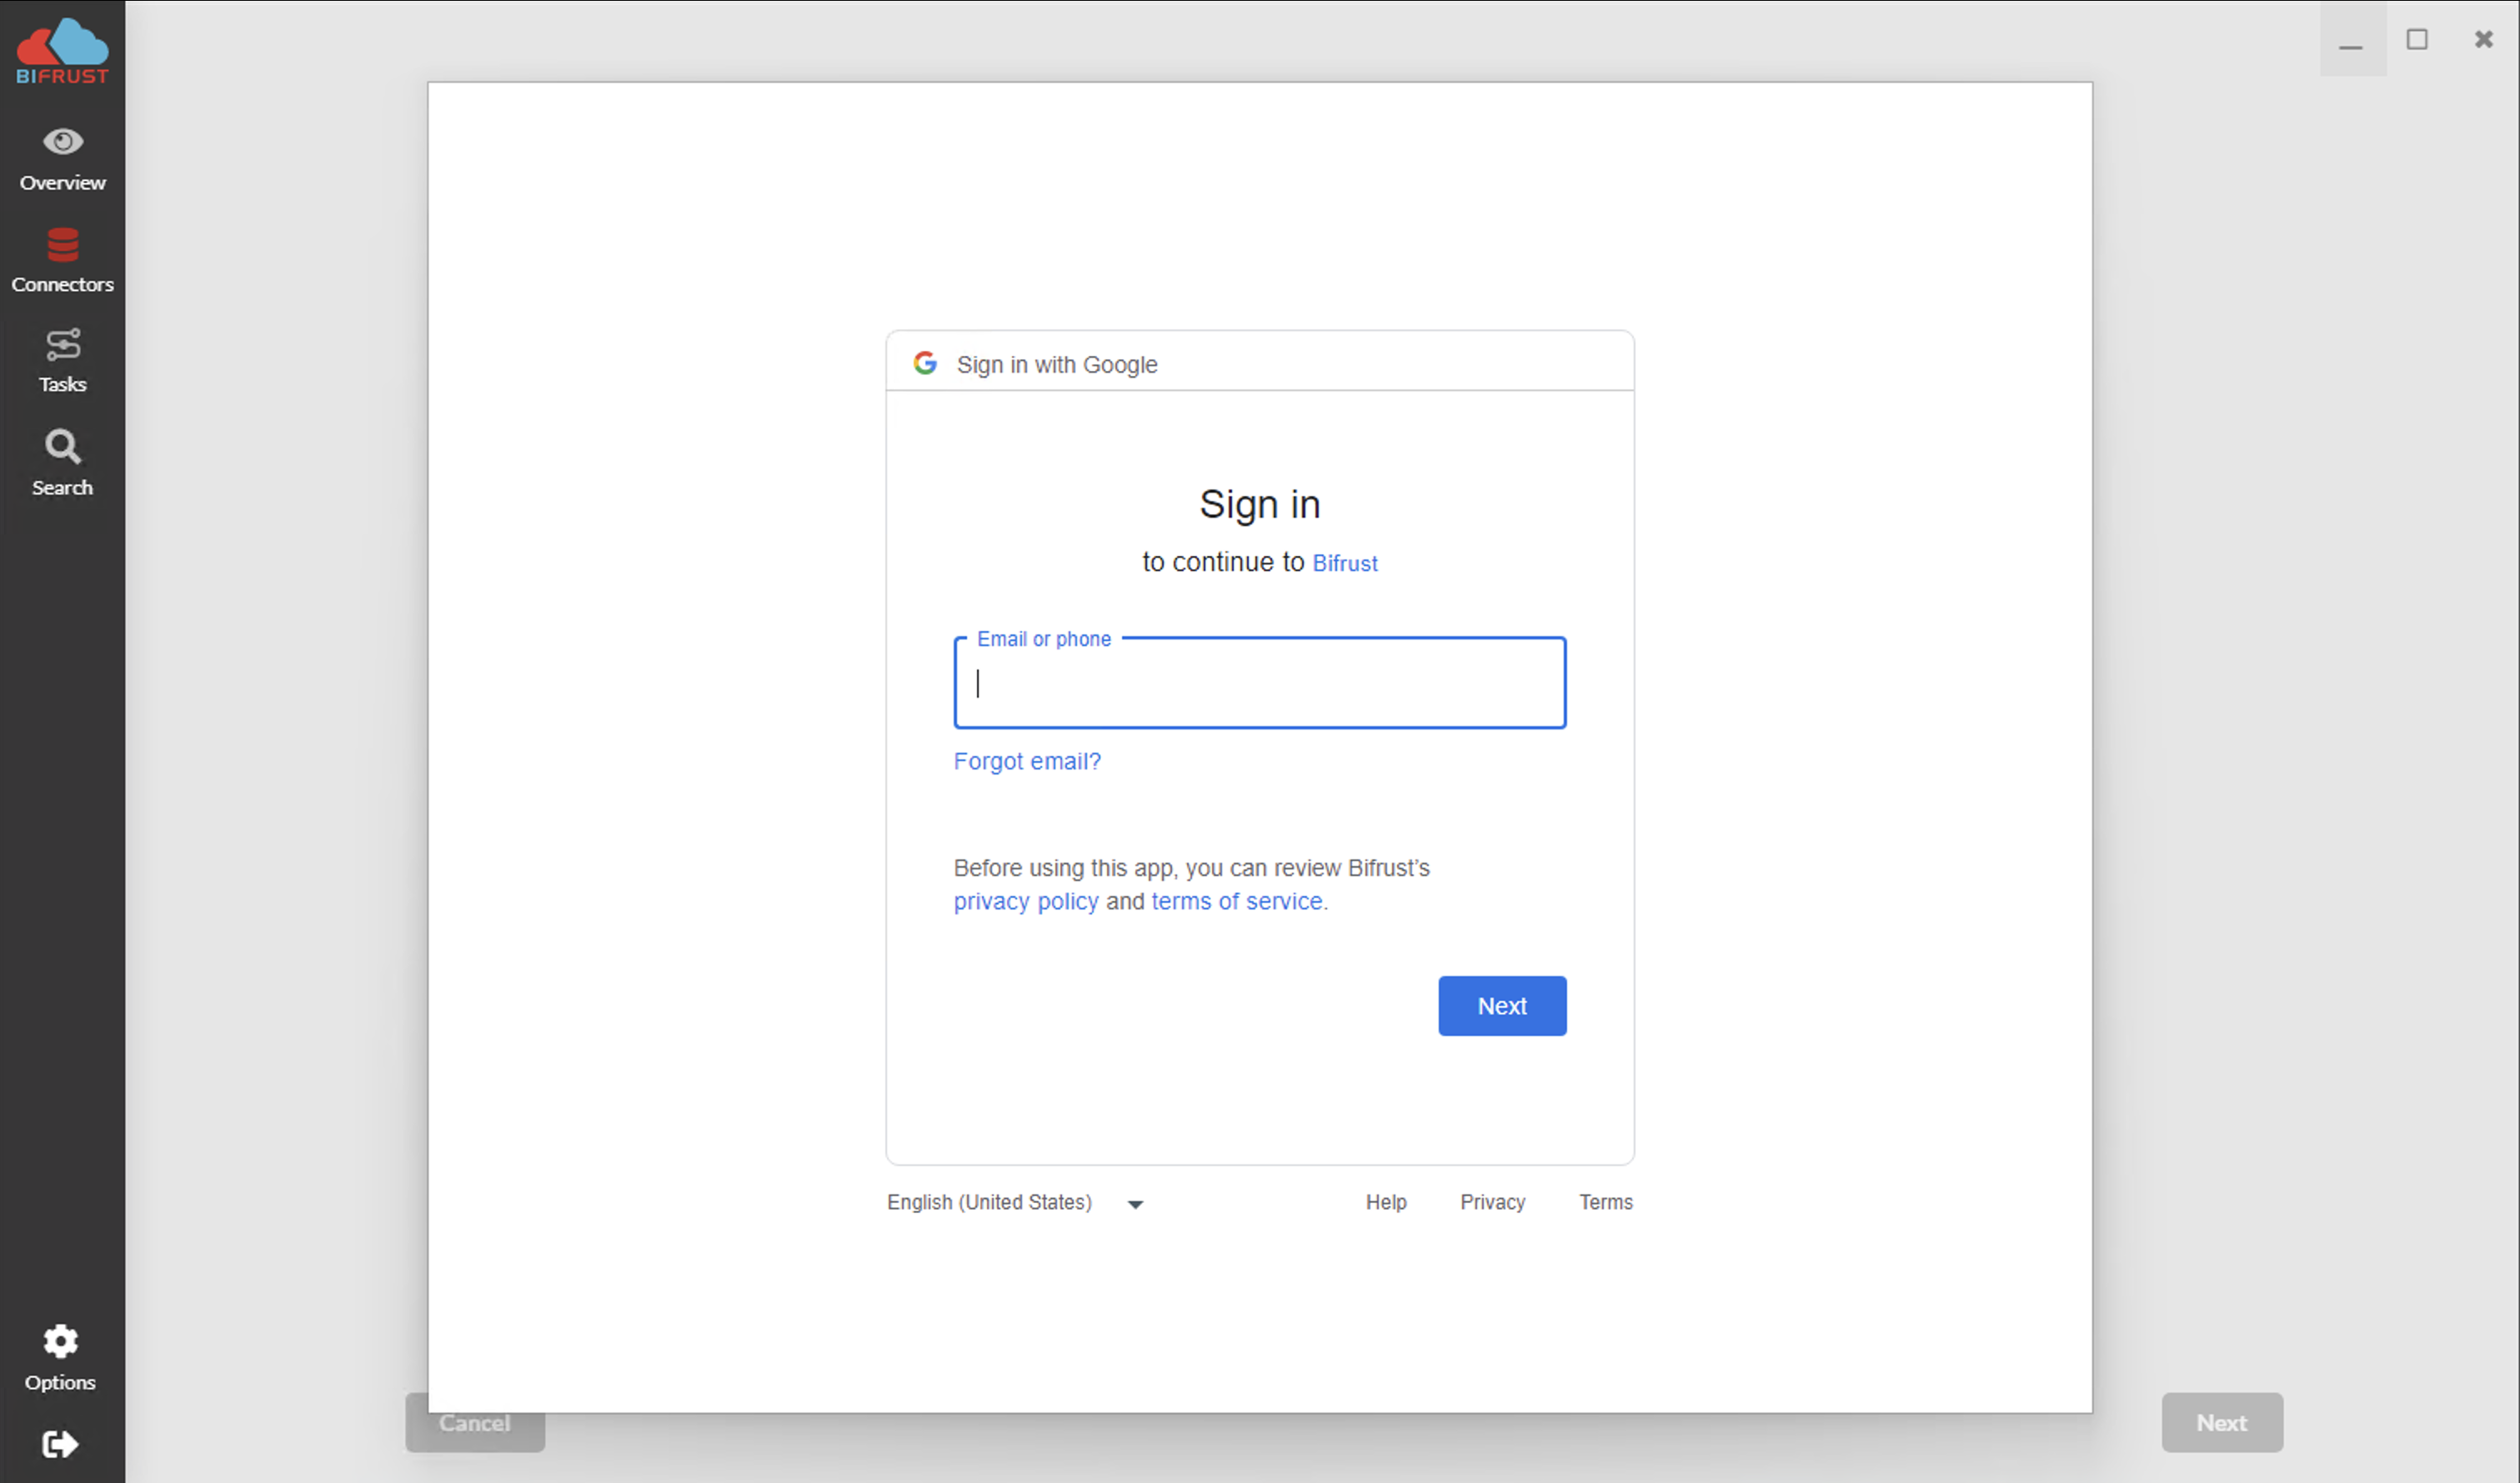 BIFRUST
Overview
Connectors
Tasks
Search
Options
Sign in with Google
Sign in
to continue to Bifrust
Email or phone
Forgot email?
Before using this app, you can review Bifrust's
privacy policy and terms of service.
Next
English (United States) Help Privacy Terms
Cancel
Next